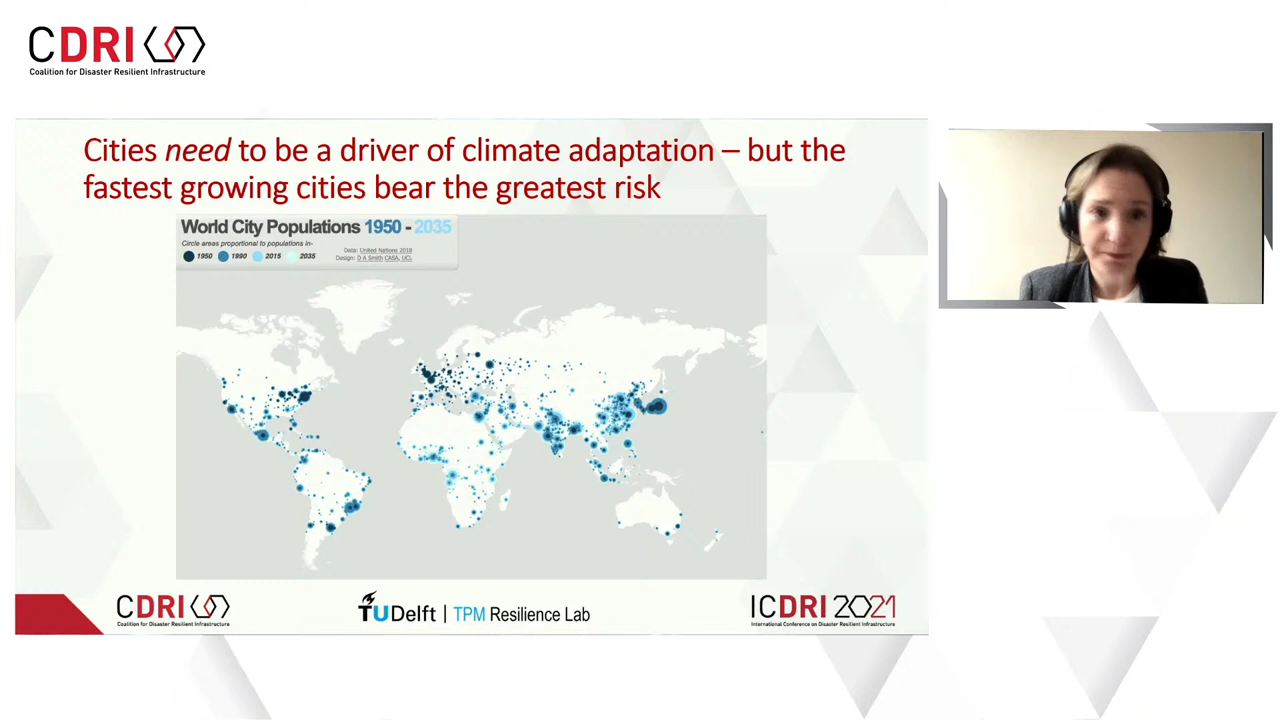 CDRI
Coalition for Disaster Resilient Infrastructure
Cities need to be a driver of climate adaptation – but the
fastest growing cities bear the greatest risk
World City Populations 1950 - 2035
Circle areas proportional to populations in-
1950 1990 2015 2035
Data: United Nations 2018
Design: D A Smith CASA, UCL
CDRI
Coalition for Disaster Resilient Infrastructure
TUDelft | TPM Resilience Lab
ICDRI 2021
International Conference on Disaster Resilient Infrastructure